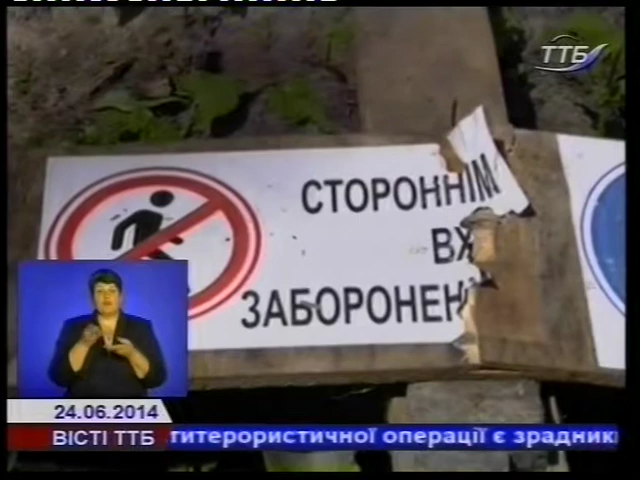 ТТБ
СТОРОННІМ
ВХ
ЗАБОРОНЕН
24.06.2014
ВІСТІ ТТБ
титерористичної операції є зрадник